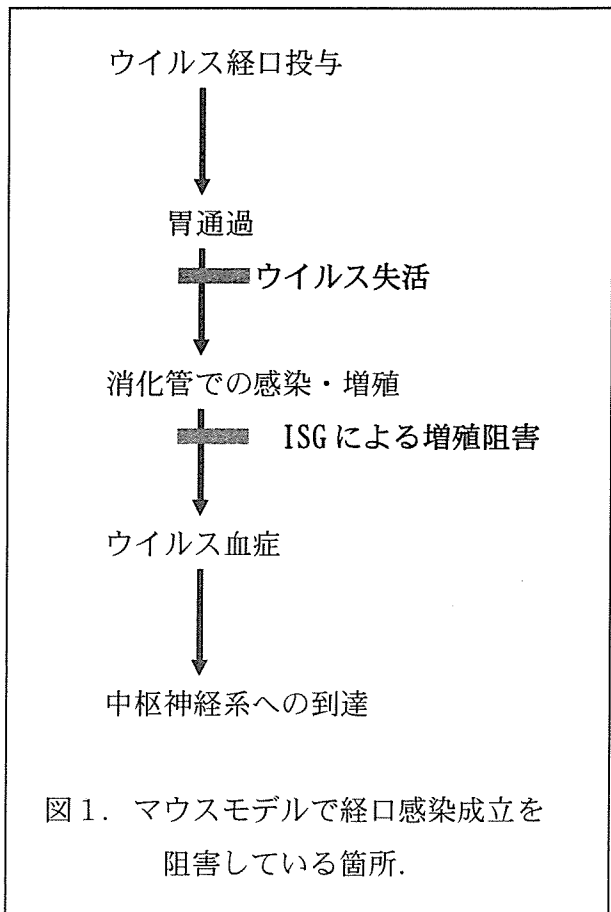 ウイルス経口投与
胃通過
ウイルス失活
消化管での感染・増殖
ISGによる増殖阻害
ウイルス血症
中枢神経系への到達
図１．マウスモデルで経口感染成立を
阻害している箇所.